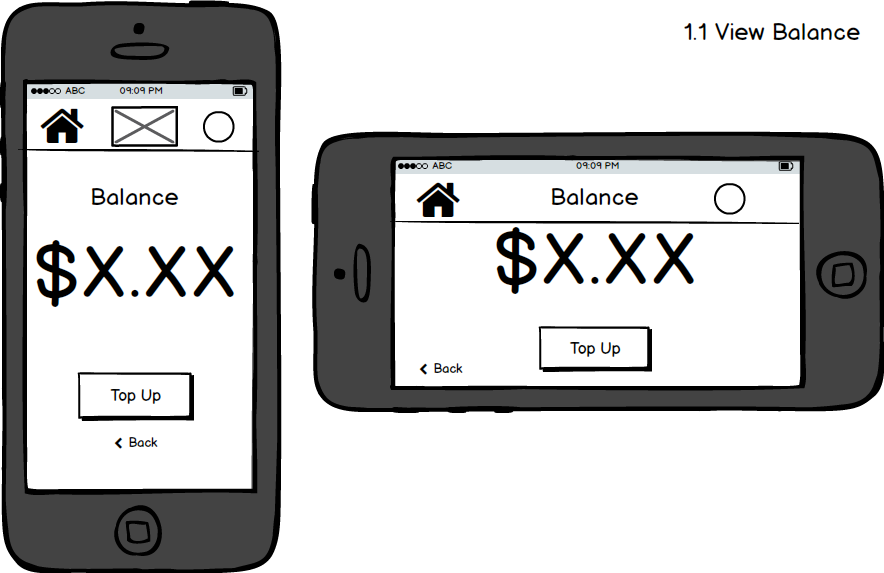 1.1 View Balance
ABC 09:09 PM
Balance
$X.XX
Top Up
Back
ABC 09:09 PM
Balance
$X.XX
Top Up
Back